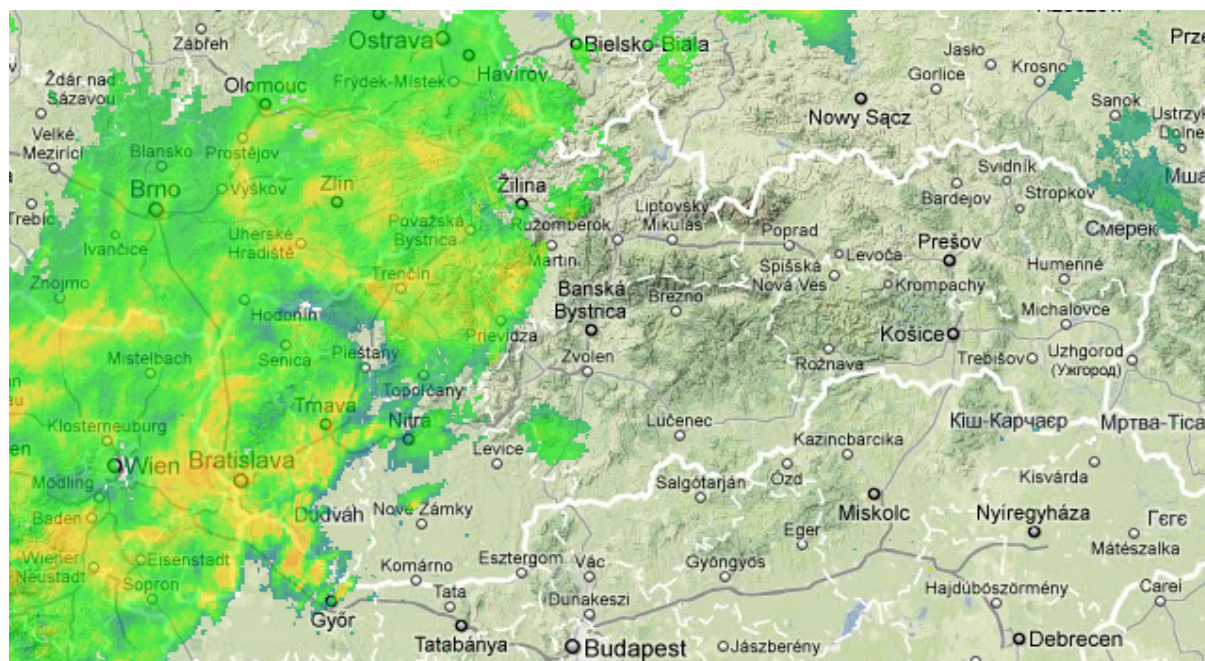 Rzeszów
Zábřeh
Ostrava
Bielsko-Biała
Prze
Havířov
Jasło
Krosno
Gorlice
Žďár nad
Sázavou
Frýdek-Místek
Olomouc
Nowy Sącz
Sanok
Ustrzyk
Dolne
Velké
Meziříčí
Prostějov
Blansko
Svidník
Мша
Brno
Vyškov
Zlín
Žilina
Bardejov
Stropkov
Trebíc
Považská
Bystrica
Ružomberok
Liptovský
Mikuláš
Смерек
Ivančice
Uherské
Hradiště
Martin
Poprad
Levoča
Prešov
Znojmo
Trenčín
Banská
Bystrica
Brezno
Spišská
Nová Ves
Krompachy
Humenné
Hodonín
Prievidza
Michalovce
Mistelbach
Senica
Piešťany
Zvolen
Rožnava
Košice
Trebišov
Uzhgorod
(Ужгород)
Topoľčany
Trnava
Nitra
Lučenec
Кіш-Карчаєр
Мртва-Тіса
Klosterneuburg
Kazincbarcika
Wien
Bratislava
Levice
Ózd
Kisvárda
Mödling
Salgótarján
Miskolc
Baden
Dudváh
Nové Zámky
Eger
Nyíregyháza
Геге
Mátészalka
Wiener
Neustadt
Eisenstadt
Sopron
Komárno
Esztergom
Vác
Gyöngyös
Hajdúböszörmény
Carei
Győr
Tata
Tatabánya
Dunakeszi
Budapest
Jászberény
Debrecen